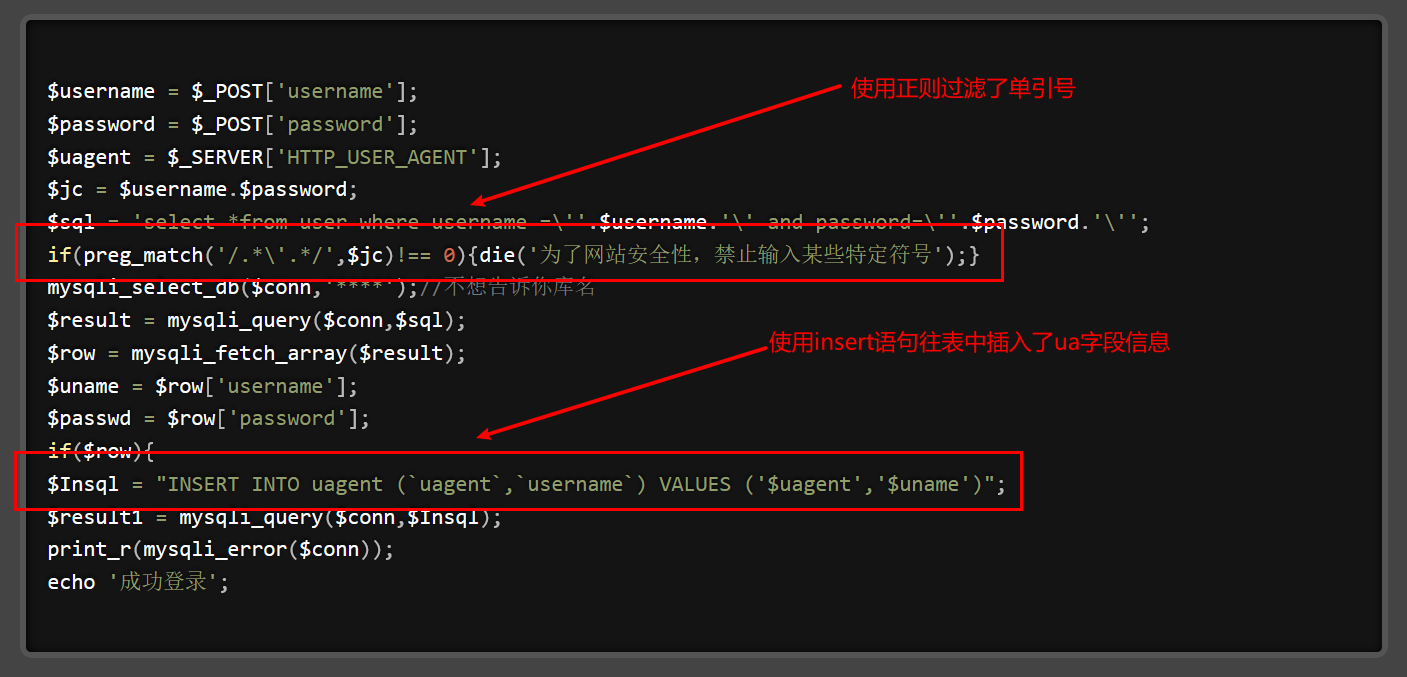 $username = $_POST['username'];
使用正则过滤了单引号
$password = $_POST['password'];
$uagent = $_SERVER['HTTP_USER_AGENT'];
$jc = $username.$password;
$sql = 'select *from user where username =\''.$username.'\' and password=\''.$password.'\'';
if(preg_match('/.*\'.*/',$jc)!== 0){die('为了网站安全性，禁止输入某些特定符号');}
mysqli_select_db($conn,'****');//不想告诉你库名
$result = mysqli_query($conn,$sql);
使用insert语句往表中插入了ua字段信息
$row = mysqli_fetch_array($result);
$uname = $row['username'];
$passwd = $row['password'];
if($row){
$Insql = "INSERT INTO uagent (`uagent`,`username`) VALUES ('$uagent','$uname')";
$result1 = mysqli_query($conn,$Insql);
print_r(mysqli_error($conn));
echo '成功登录';